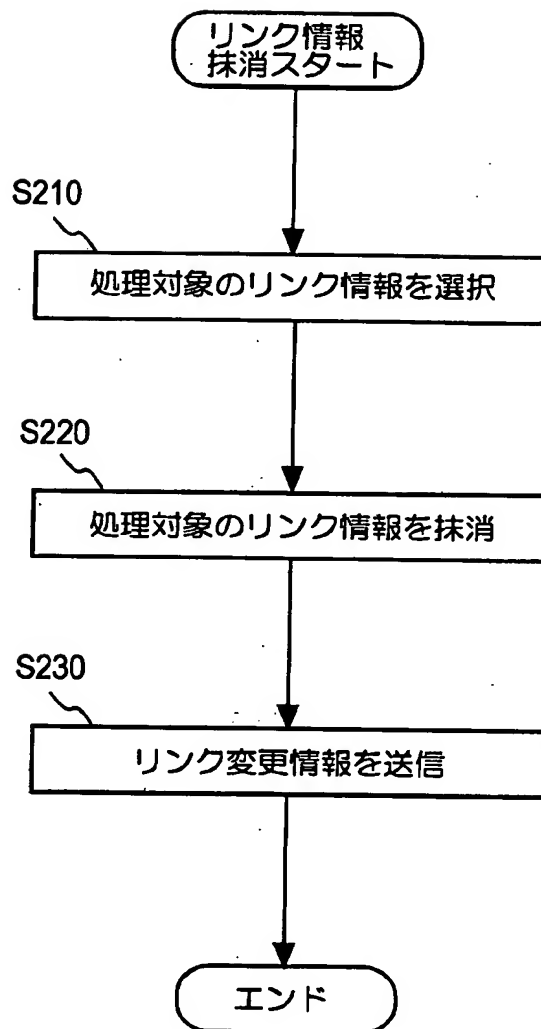 リンク情報
抹消スタート
S210
処理対象のリンク情報を選択
S220
処理対象のリンク情報を抹消
S230
リンク変更情報を送信
エンド